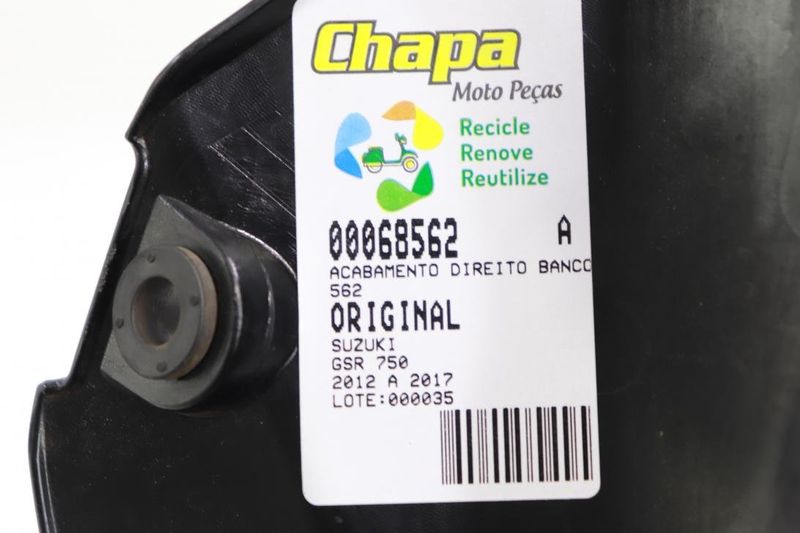 Chapa
Moto Peças
Recicle
Renove
Reutilize
00068562 A
ACABAMENTO DIREITO BANCO
562
ORIGINAL
SUZUKI
GSR 750
2012 A 2017
LOTE:000035